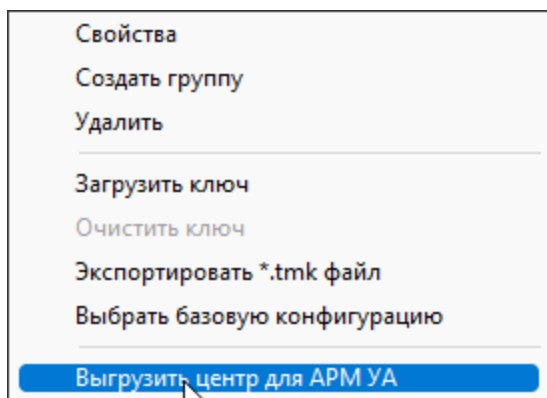 Свойства
Создать группу
Удалить
Загрузить ключ
Очистить ключ
Экспортировать *.tmk файл
Выбрать базовую конфигурацию
Выгрузить центр для АРМ УА